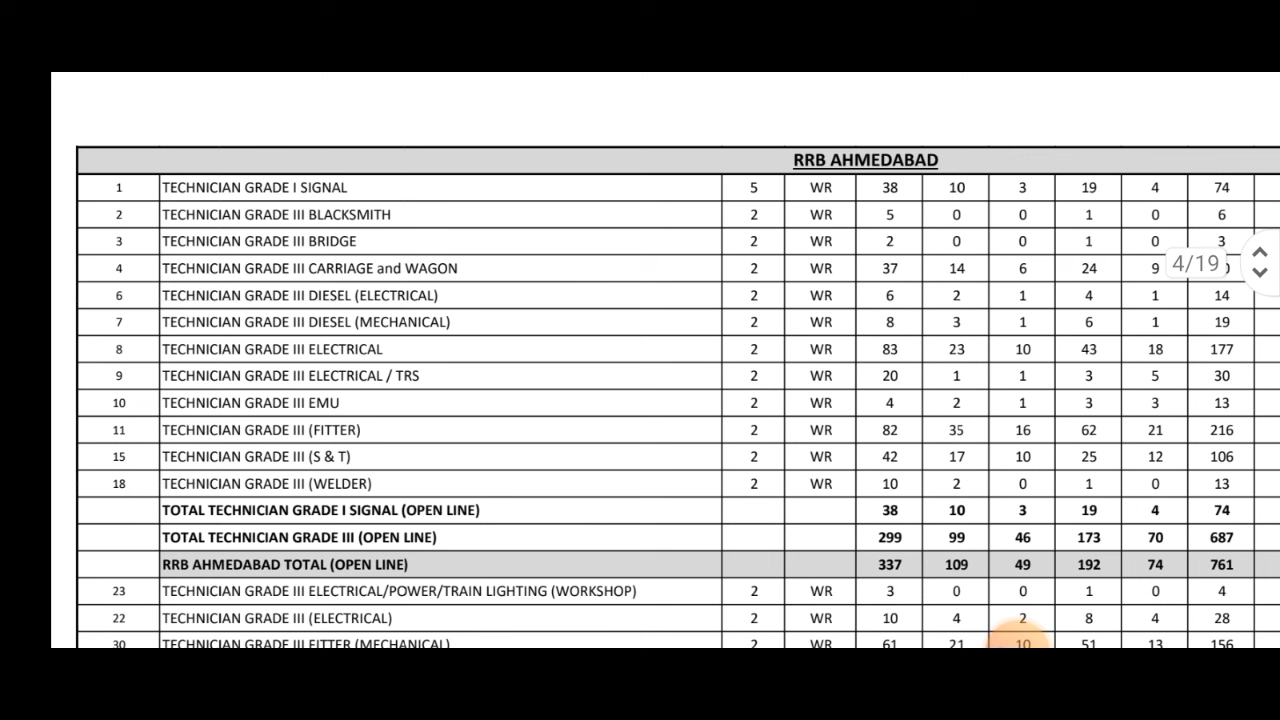 RRB AHMEDABAD
1 TECHNICIAN GRADE I SIGNAL 5 WR 38 10 3 19 4 74
2 TECHNICIAN GRADE III BLACKSMITH 2 WR 5 0 0 1 0 6
3 TECHNICIAN GRADE III BRIDGE 2 WR 2 0 0 1 0 3
4 TECHNICIAN GRADE III CARRIAGE and WAGON 2 WR 37 14 6 24 9
4/19
6 TECHNICIAN GRADE III DIESEL (ELECTRICAL) 2 WR 6 2 1 4 1 14
7 TECHNICIAN GRADE III DIESEL (MECHANICAL) 2 WR 8 3 1 6 1 19
8 TECHNICIAN GRADE III ELECTRICAL 2 WR 83 23 10 43 18 177
9 TECHNICIAN GRADE III ELECTRICAL / TRS 2 WR 20 1 1 3 5 30
10 TECHNICIAN GRADE III EMU 2 WR 4 2 1 3 3 13
11 TECHNICIAN GRADE III (FITTER) 2 WR 82 35 16 62 21 216
15 TECHNICIAN GRADE III (S & T) 2 WR 42 17 10 25 12 106
18 TECHNICIAN GRADE III (WELDER) 2 WR 10 2 0 1 0 13
TOTAL TECHNICIAN GRADE I SIGNAL (OPEN LINE) 38 10 3 19 4 74
TOTAL TECHNICIAN GRADE III (OPEN LINE) 299 99 46 173 70 687
RRB AHMEDABAD TOTAL (OPEN LINE) 337 109 49 192 74 761
23 TECHNICIAN GRADE III ELECTRICAL/POWER/TRAIN LIGHTING (WORKSHOP) 2 WR 3 0 0 1 0 4
22 TECHNICIAN GRADE III (ELECTRICAL) 2 WR 10 4 2 8 4 28
30 TECHNICIAN GRADE III FITTER (MECHANICAL) 2 WR 61 21 10 51 13 156